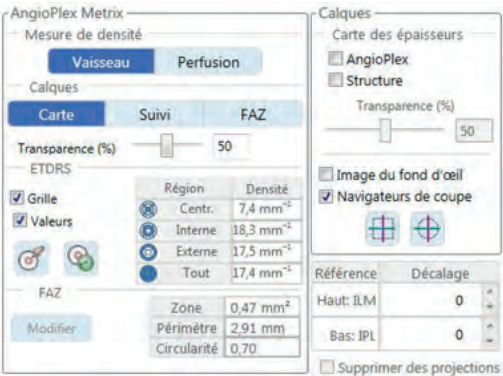 AngioPlex Metrix
Mesure de densité
Vaisseau Perfusion
Calques
Carte Suivi FAZ
Transparence (%) 50
ETDRS
Grille
Valeurs
Région Densité
Centr. 7,4 mm⁻¹
Interne 18,3 mm⁻¹
Externe 17,5 mm⁻¹
Tout 17,4 mm⁻¹
FAZ
Modifier
Zone 0,47 mm²
Périmètre 2,91 mm
Circularité 0,70
Calques
Carte des épaisseurs
AngioPlex
Structure
Transparence (%)
50
Image du fond d'œil
Navigateurs de coupe
Référence Décalage
Haut: ILM 0
Bas: IPL 0
Supprimer des projections